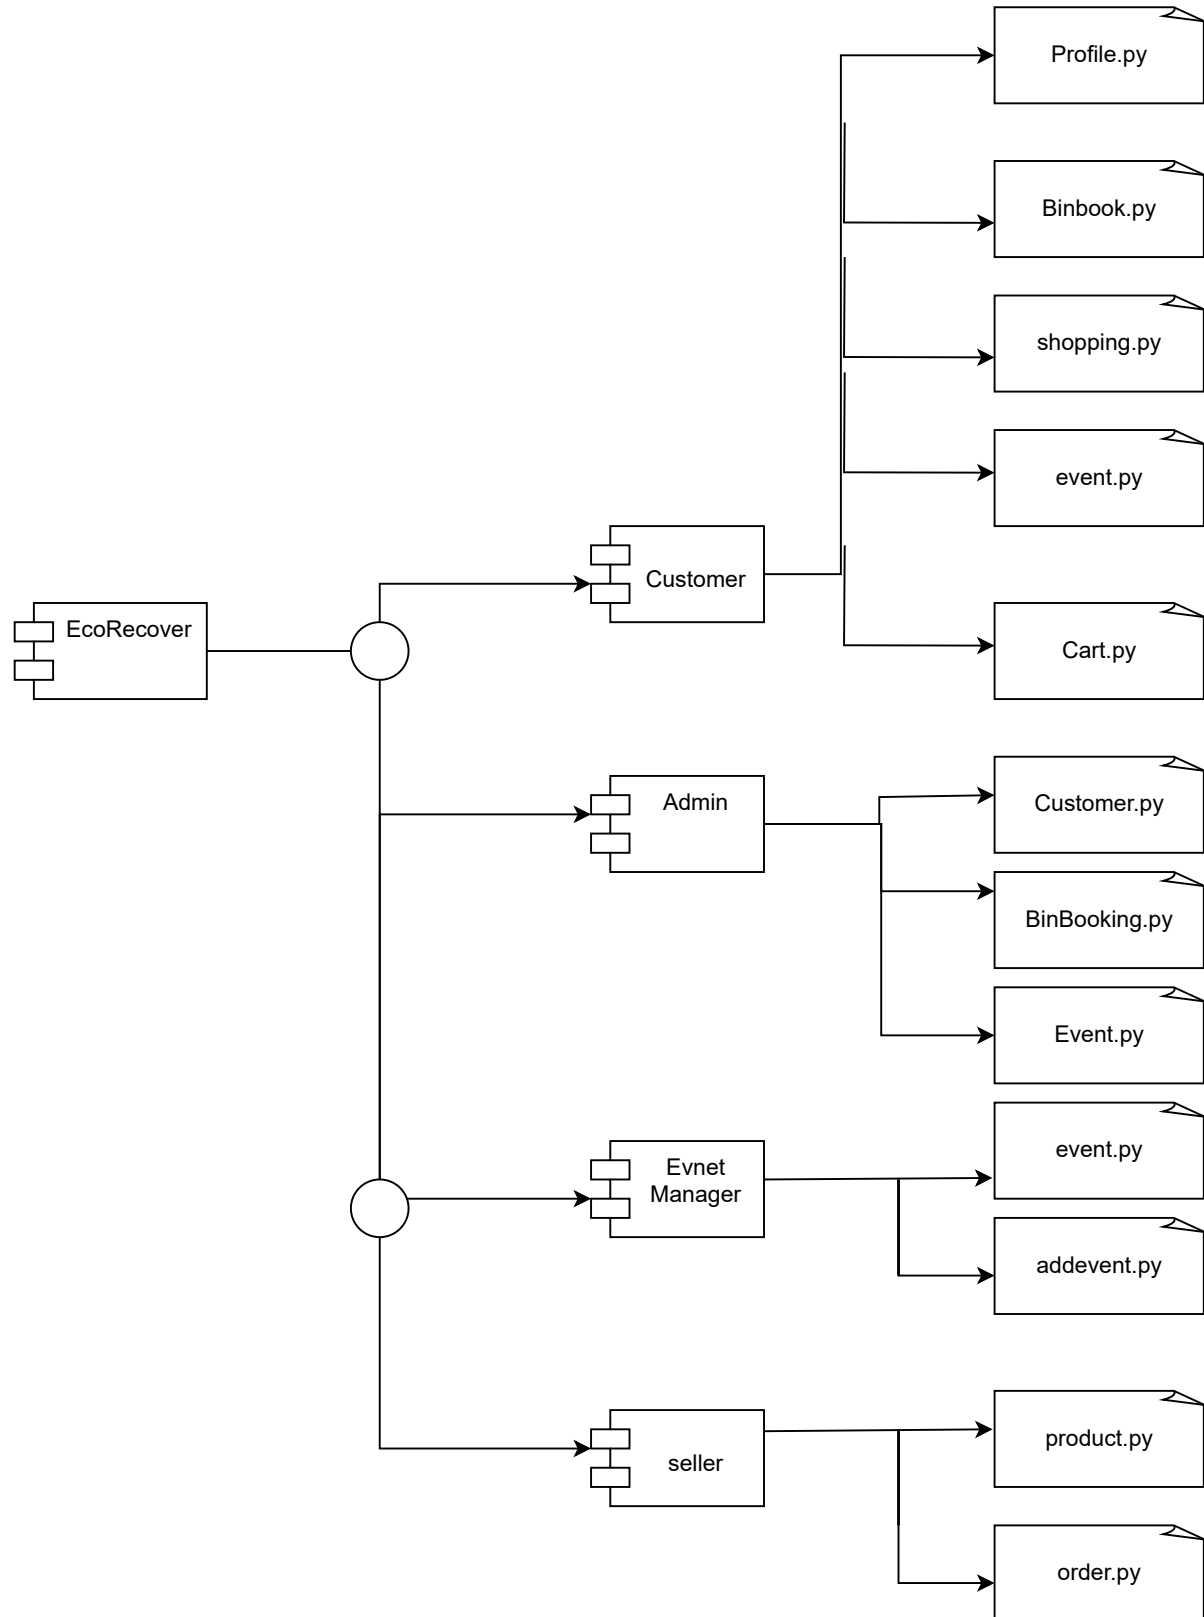 Profile.py
Binbook.py
shopping.py
event.py
Customer
EcoRecover
Cart.py
Admin
Customer.py
BinBooking.py
Event.py
Evnet
Manager
event.py
addevent.py
seller
product.py
order.py